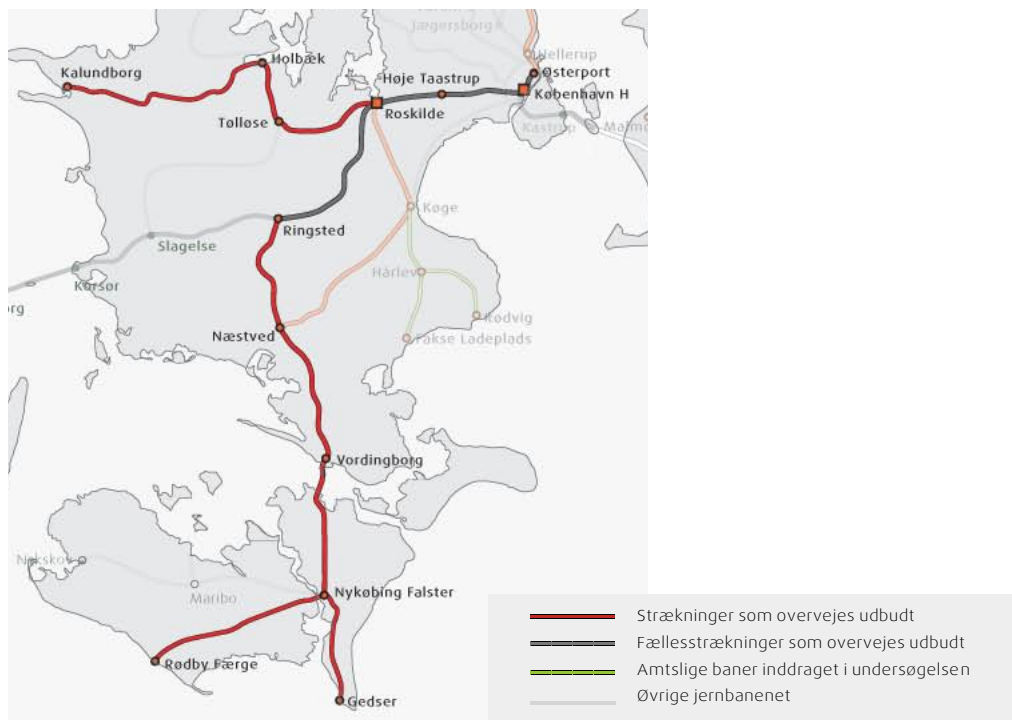 Jægersborg
Hellerup
Holbæk
Østerport
Kalundborg
Høje Taastrup
København H
Roskilde
Tølløse
Kastrup
Malmö
Køge
Ringsted
Slagelse
Hårlev
Korsør
rg
Rødvig
Næstved
Fakse Ladeplads
Vordingborg
Nakskov
Maribo
Nykøbing Falster
Rødby Færge
Gedser
Strækninger som overvejes udbudt
Fællesstrækninger som overvejes udbudt
Amtslige baner inddraget i undersøgelsen
Øvrige jernbanenet